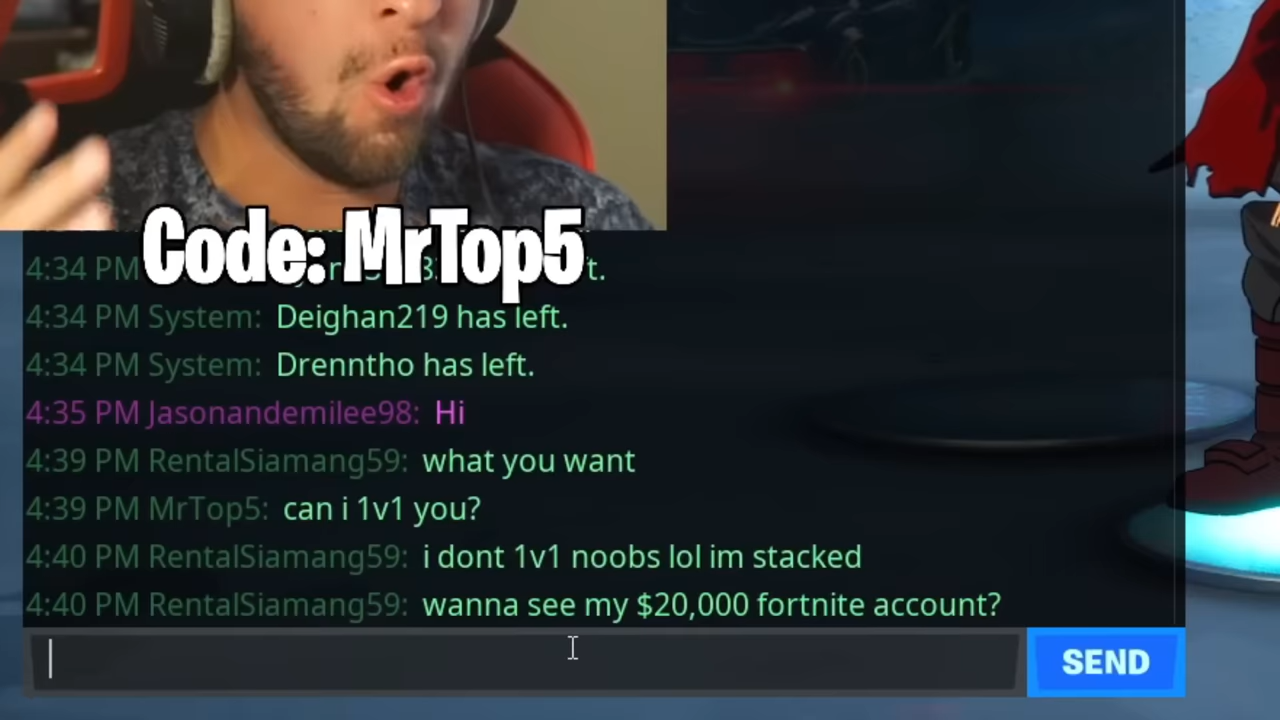 Code: MrTop5
4:34 PM t.
4:34 PM System: Deighan219 has left.
4:34 PM System: Drenntho has left.
4:35 PM Jasonandemilee98: Hi
4:39 PM RentalSiamang59: what you want
4:39 PM MrTop5: can i 1v1 you?
4:40 PM RentalSiamang59: i dont 1v1 noobs lol im stacked
4:40 PM RentalSiamang59: wanna see my $20,000 fortnite account?
SEND